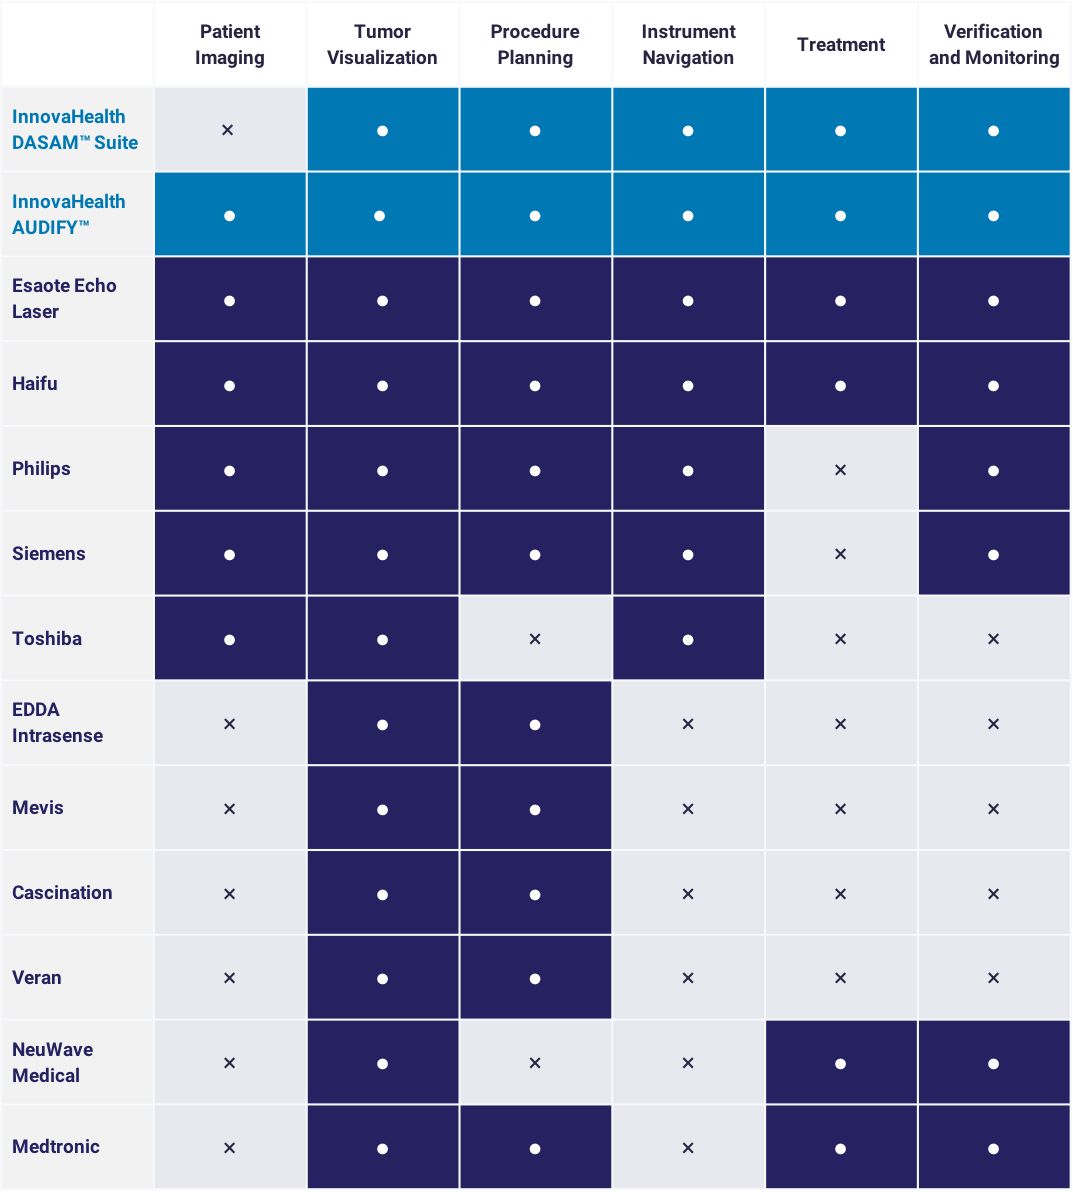 Patient
Imaging
Tumor
Visualization
Procedure
Planning
Instrument
Navigation
Treatment
Verification
and Monitoring
InnovaHealth
DASAM™ Suite
× ● ● ● ● ●
InnovaHealth
AUDIFY™
● ● ● ● ● ●
Esaote Echo
Laser
● ● ● ● ● ●
Haifu ● ● ● ● ● ●
Philips ● ● ● ● × ●
Siemens ● ● ● ● × ●
Toshiba ● ● × ● × ×
EDDA
Intrasense
× ● ● × × ×
Mevis × ● ● × × ×
Cascination × ● ● × × ×
Veran × ● ● × × ×
NeuWave
Medical
× ● × × ● ●
Medtronic × ● ● × ● ●